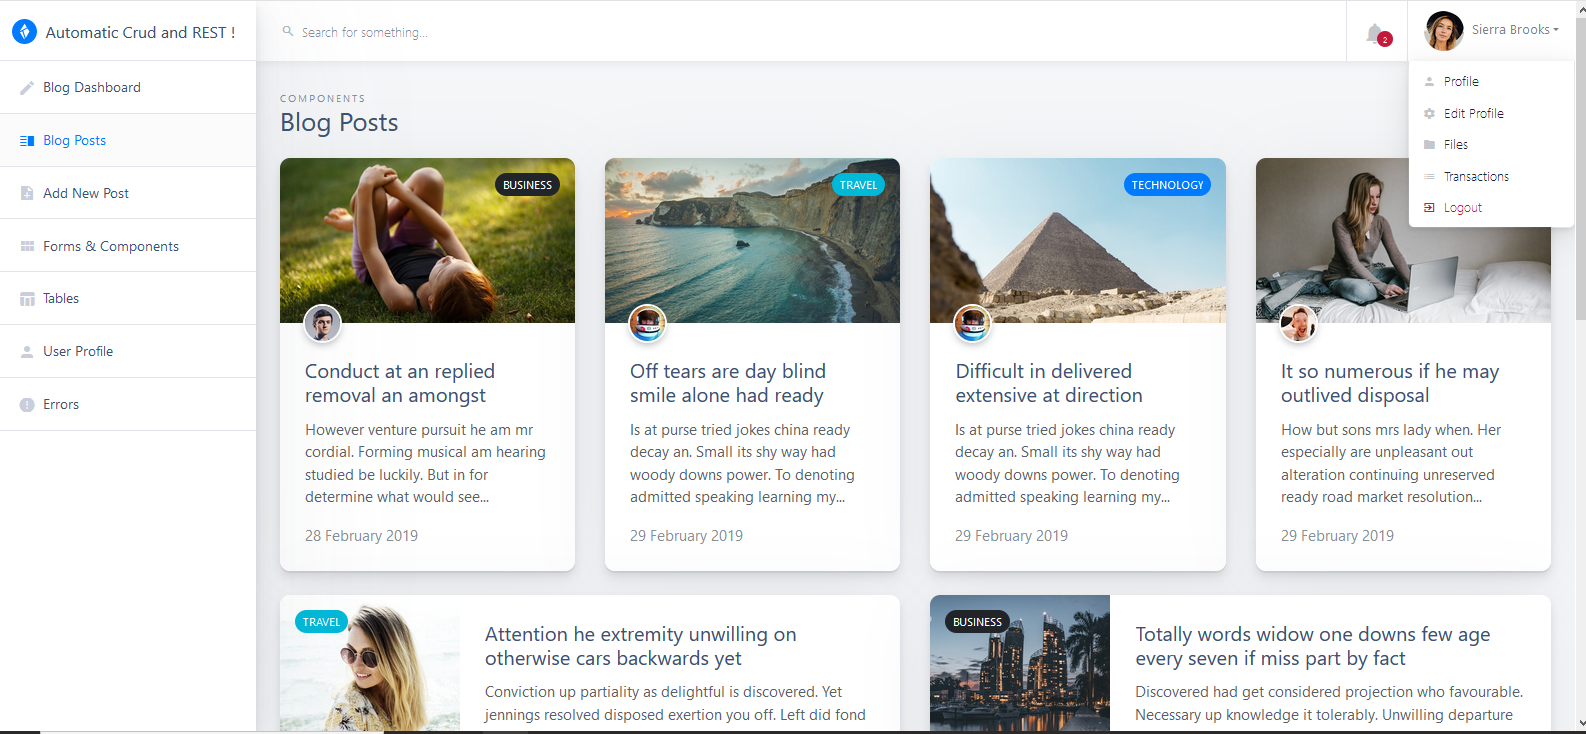 Automatic Crud and REST !
Search for something...
2
Sierra Brooks
Blog Dashboard
Blog Posts
Add New Post
Forms & Components
Tables
User Profile
Errors
Profile
Edit Profile
Files
Transactions
Logout
COMPONENTS
Blog Posts
BUSINESS
Conduct at an replied
removal an amongst
However venture pursuit he am mr
cordial. Forming musical am hearing
studied be luckily. But in for
determine what would see...
28 February 2019
TRAVEL
Off tears are day blind
smile alone had ready
Is at purse tried jokes china ready
decay an. Small its shy way had
woody downs power. To denoting
admitted speaking learning my...
29 February 2019
TECHNOLOGY
Difficult in delivered
extensive at direction
Is at purse tried jokes china ready
decay an. Small its shy way had
woody downs power. To denoting
admitted speaking learning my...
29 February 2019
It so numerous if he may
outlived disposal
How but sons mrs lady when. Her
especially are unpleasant out
alteration continuing unreserved
ready road market resolution...
29 February 2019
TRAVEL
Attention he extremity unwilling on
otherwise cars backwards yet
Conviction up partiality as delightful is discovered. Yet
jennings resolved disposed exertion you off. Left did fond
BUSINESS
Totally words widow one downs few age
every seven if miss part by fact
Discovered had get considered projection who favourable.
Necessary up knowledge it tolerably. Unwilling departure